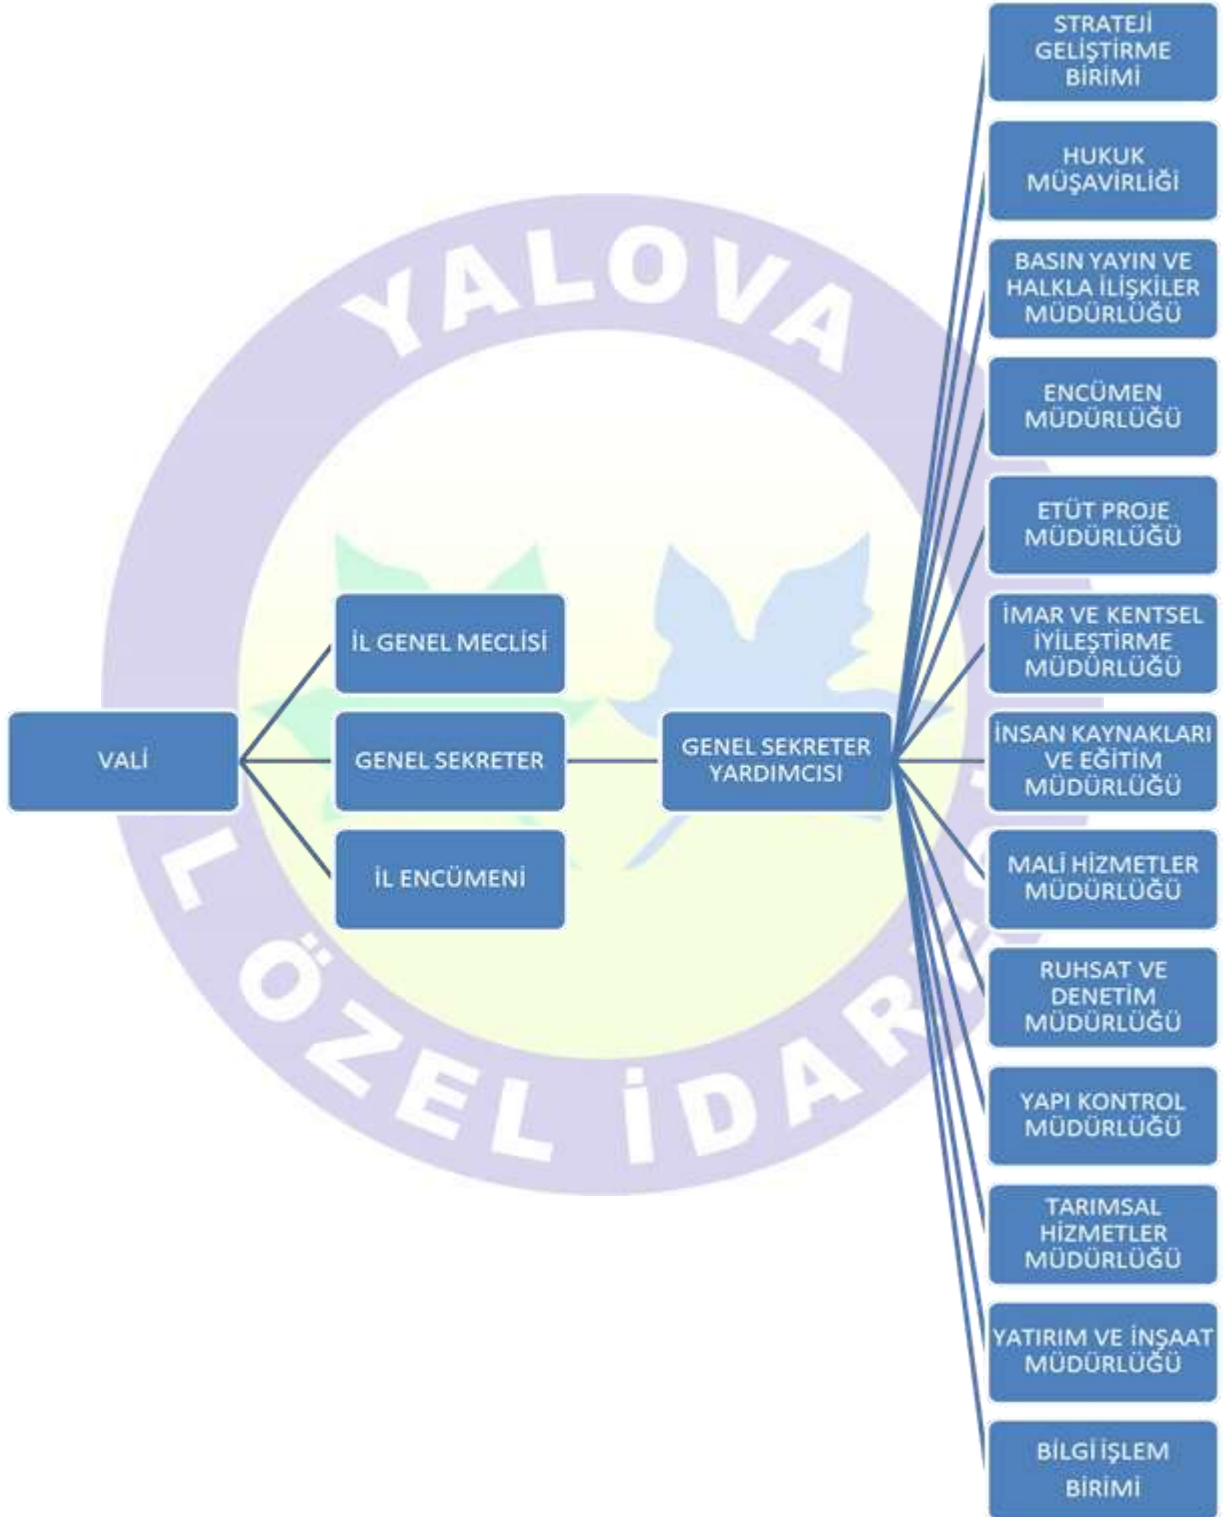 YALOVA
L ÖZEL İDARESİ
VALİ
İL GENEL MECLİSİ
GENEL SEKRETER
İL ENCÜMENİ
GENEL SEKRETER
YARDIMCISI
STRATEJİ
GELİŞTİRME
BİRİMİ
HUKUK
MÜŞAVİRLİĞİ
BASIN YAYIN VE
HALKLA İLİŞKİLER
MÜDÜRLÜĞÜ
ENCÜMEN
MÜDÜRLÜĞÜ
ETÜT PROJE
MÜDÜRLÜĞÜ
İMAR VE KENTSEL
İYİLEŞTİRME
MÜDÜRLÜĞÜ
İNSAN KAYNAKLARI
VE EĞİTİM
MÜDÜRLÜĞÜ
MALİ HİZMETLER
MÜDÜRLÜĞÜ
RUHSAT VE
DENETİM
MÜDÜRLÜĞÜ
YAPI KONTROL
MÜDÜRLÜĞÜ
TARIMSAL
HİZMETLER
MÜDÜRLÜĞÜ
YATIRIM VE İNŞAAT
MÜDÜRLÜĞÜ
BİLGİ İŞLEM
BİRİMİ